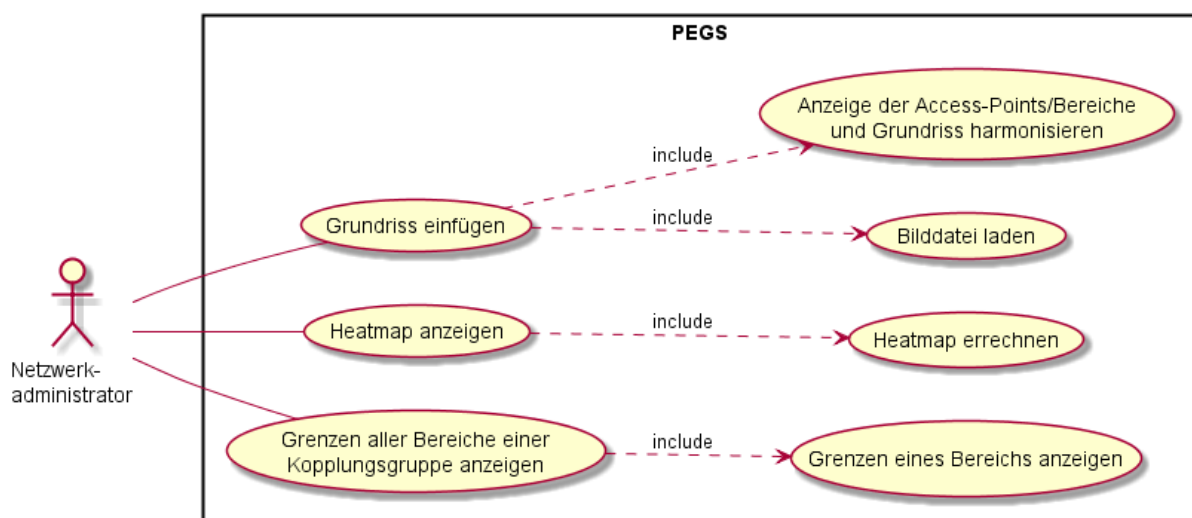 PEGS
Anzeige der Access-Points/Bereiche
und Grundriss harmonisieren
include
Grundriss einfügen
include
Bilddatei laden
Heatmap anzeigen
include
Heatmap errechnen
Netzwerk-
administrator
Grenzen aller Bereiche einer
Kopplungsgruppe anzeigen
include
Grenzen eines Bereichs anzeigen